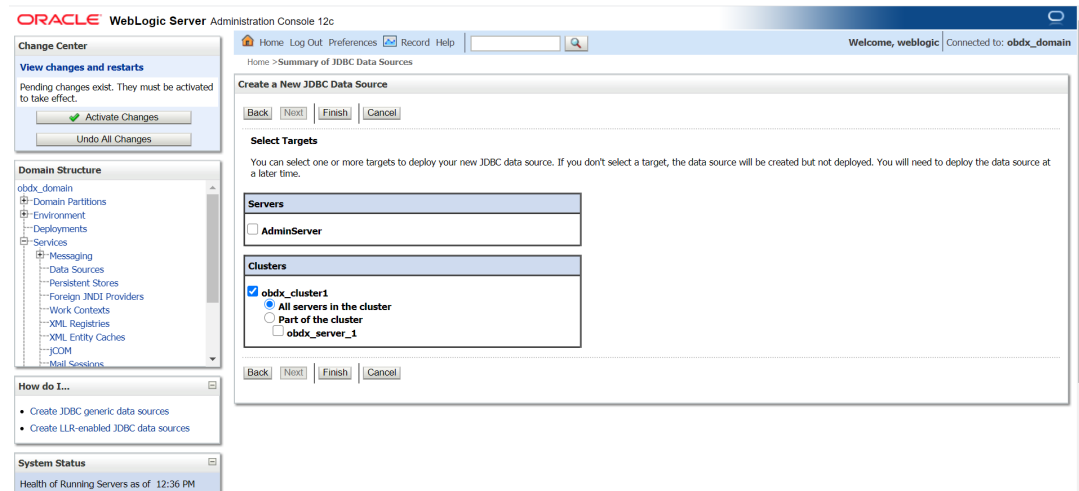 ORACLE WebLogic Server Administration Console 12c
Change Center
View changes and restarts
Pending changes exist. They must be activated
to take effect.
Activate Changes
Undo All Changes
Domain Structure
obdx_domain
Domain Partitions
Environment
Deployments
Services
Messaging
Data Sources
Persistent Stores
Foreign JNDI Providers
Work Contexts
XML Registries
XML Entity Caches
jCOM
Mail Sessions
How do I...
Create JDBC generic data sources
Create LLR-enabled JDBC data sources
System Status
Health of Running Servers as of 12:36 PM
Home Log Out Preferences Record Help
Welcome, weblogic Connected to: obdx_domain
Home >Summary of JDBC Data Sources
Create a New JDBC Data Source
Back Next Finish Cancel
Select Targets
You can select one or more targets to deploy your new JDBC data source. If you don't select a target, the data source will be created but not deployed. You will need to deploy the data source at
a later time.
Servers
AdminServer
Clusters
obdx_cluster1
All servers in the cluster
Part of the cluster
obdx_server_1
Back Next Finish Cancel